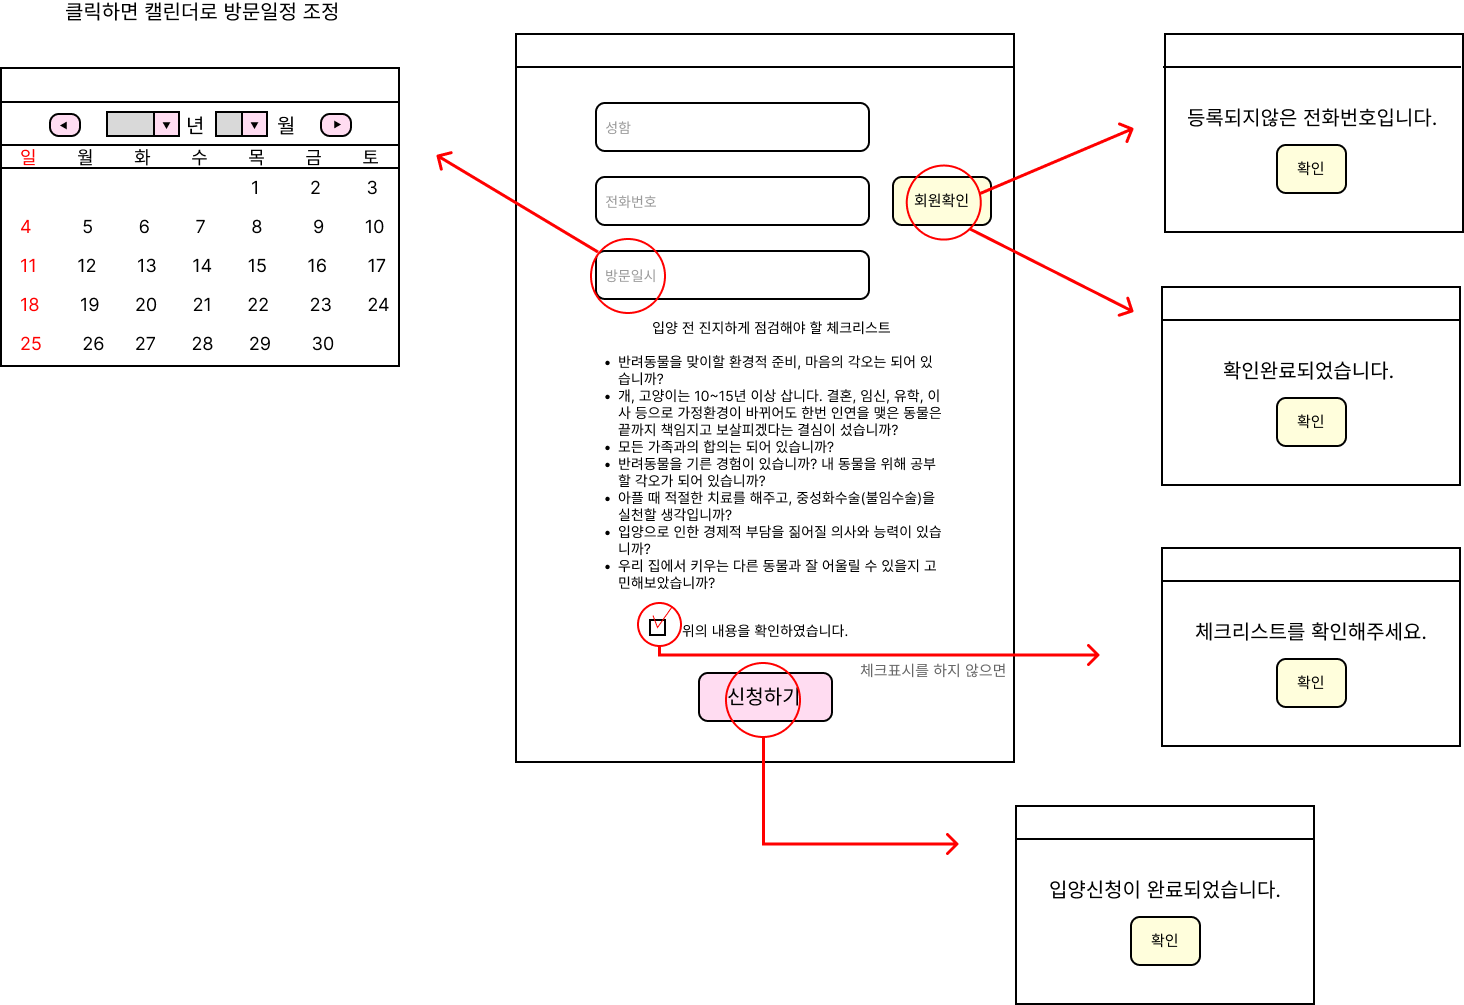 클릭하면 캘린더로 방문일정 조정
◀ ▼ 년 ▼ 월 ▶
일 월 화 수 목 금 토
1 2 3
4 5 6 7 8 9 10
11 12 13 14 15 16 17
18 19 20 21 22 23 24
25 26 27 28 29 30
성함
전화번호
회원확인
방문일시
입양 전 진지하게 점검해야 할 체크리스트
• 반려동물을 맞이할 환경적 준비, 마음의 각오는 되어 있
습니까?
• 개, 고양이는 10~15년 이상 삽니다. 결혼, 임신, 유학, 이
사 등으로 가정환경이 바뀌어도 한번 인연을 맺은 동물은
끝까지 책임지고 보살피겠다는 결심이 섰습니까?
• 모든 가족과의 합의는 되어 있습니까?
• 반려동물을 기른 경험이 있습니까? 내 동물을 위해 공부
할 각오가 되어 있습니까?
• 아플 때 적절한 치료를 해주고, 중성화수술(불임수술)을
실천할 생각입니까?
• 입양으로 인한 경제적 부담을 짊어질 의사와 능력이 있습
니까?
• 우리 집에서 키우는 다른 동물과 잘 어울릴 수 있을지 고
민해보았습니까?
위의 내용을 확인하였습니다.
체크표시를 하지 않으면
신청하기
등록되지않은 전화번호입니다.
확인
확인완료되었습니다.
확인
체크리스트를 확인해주세요.
확인
입양신청이 완료되었습니다.
확인